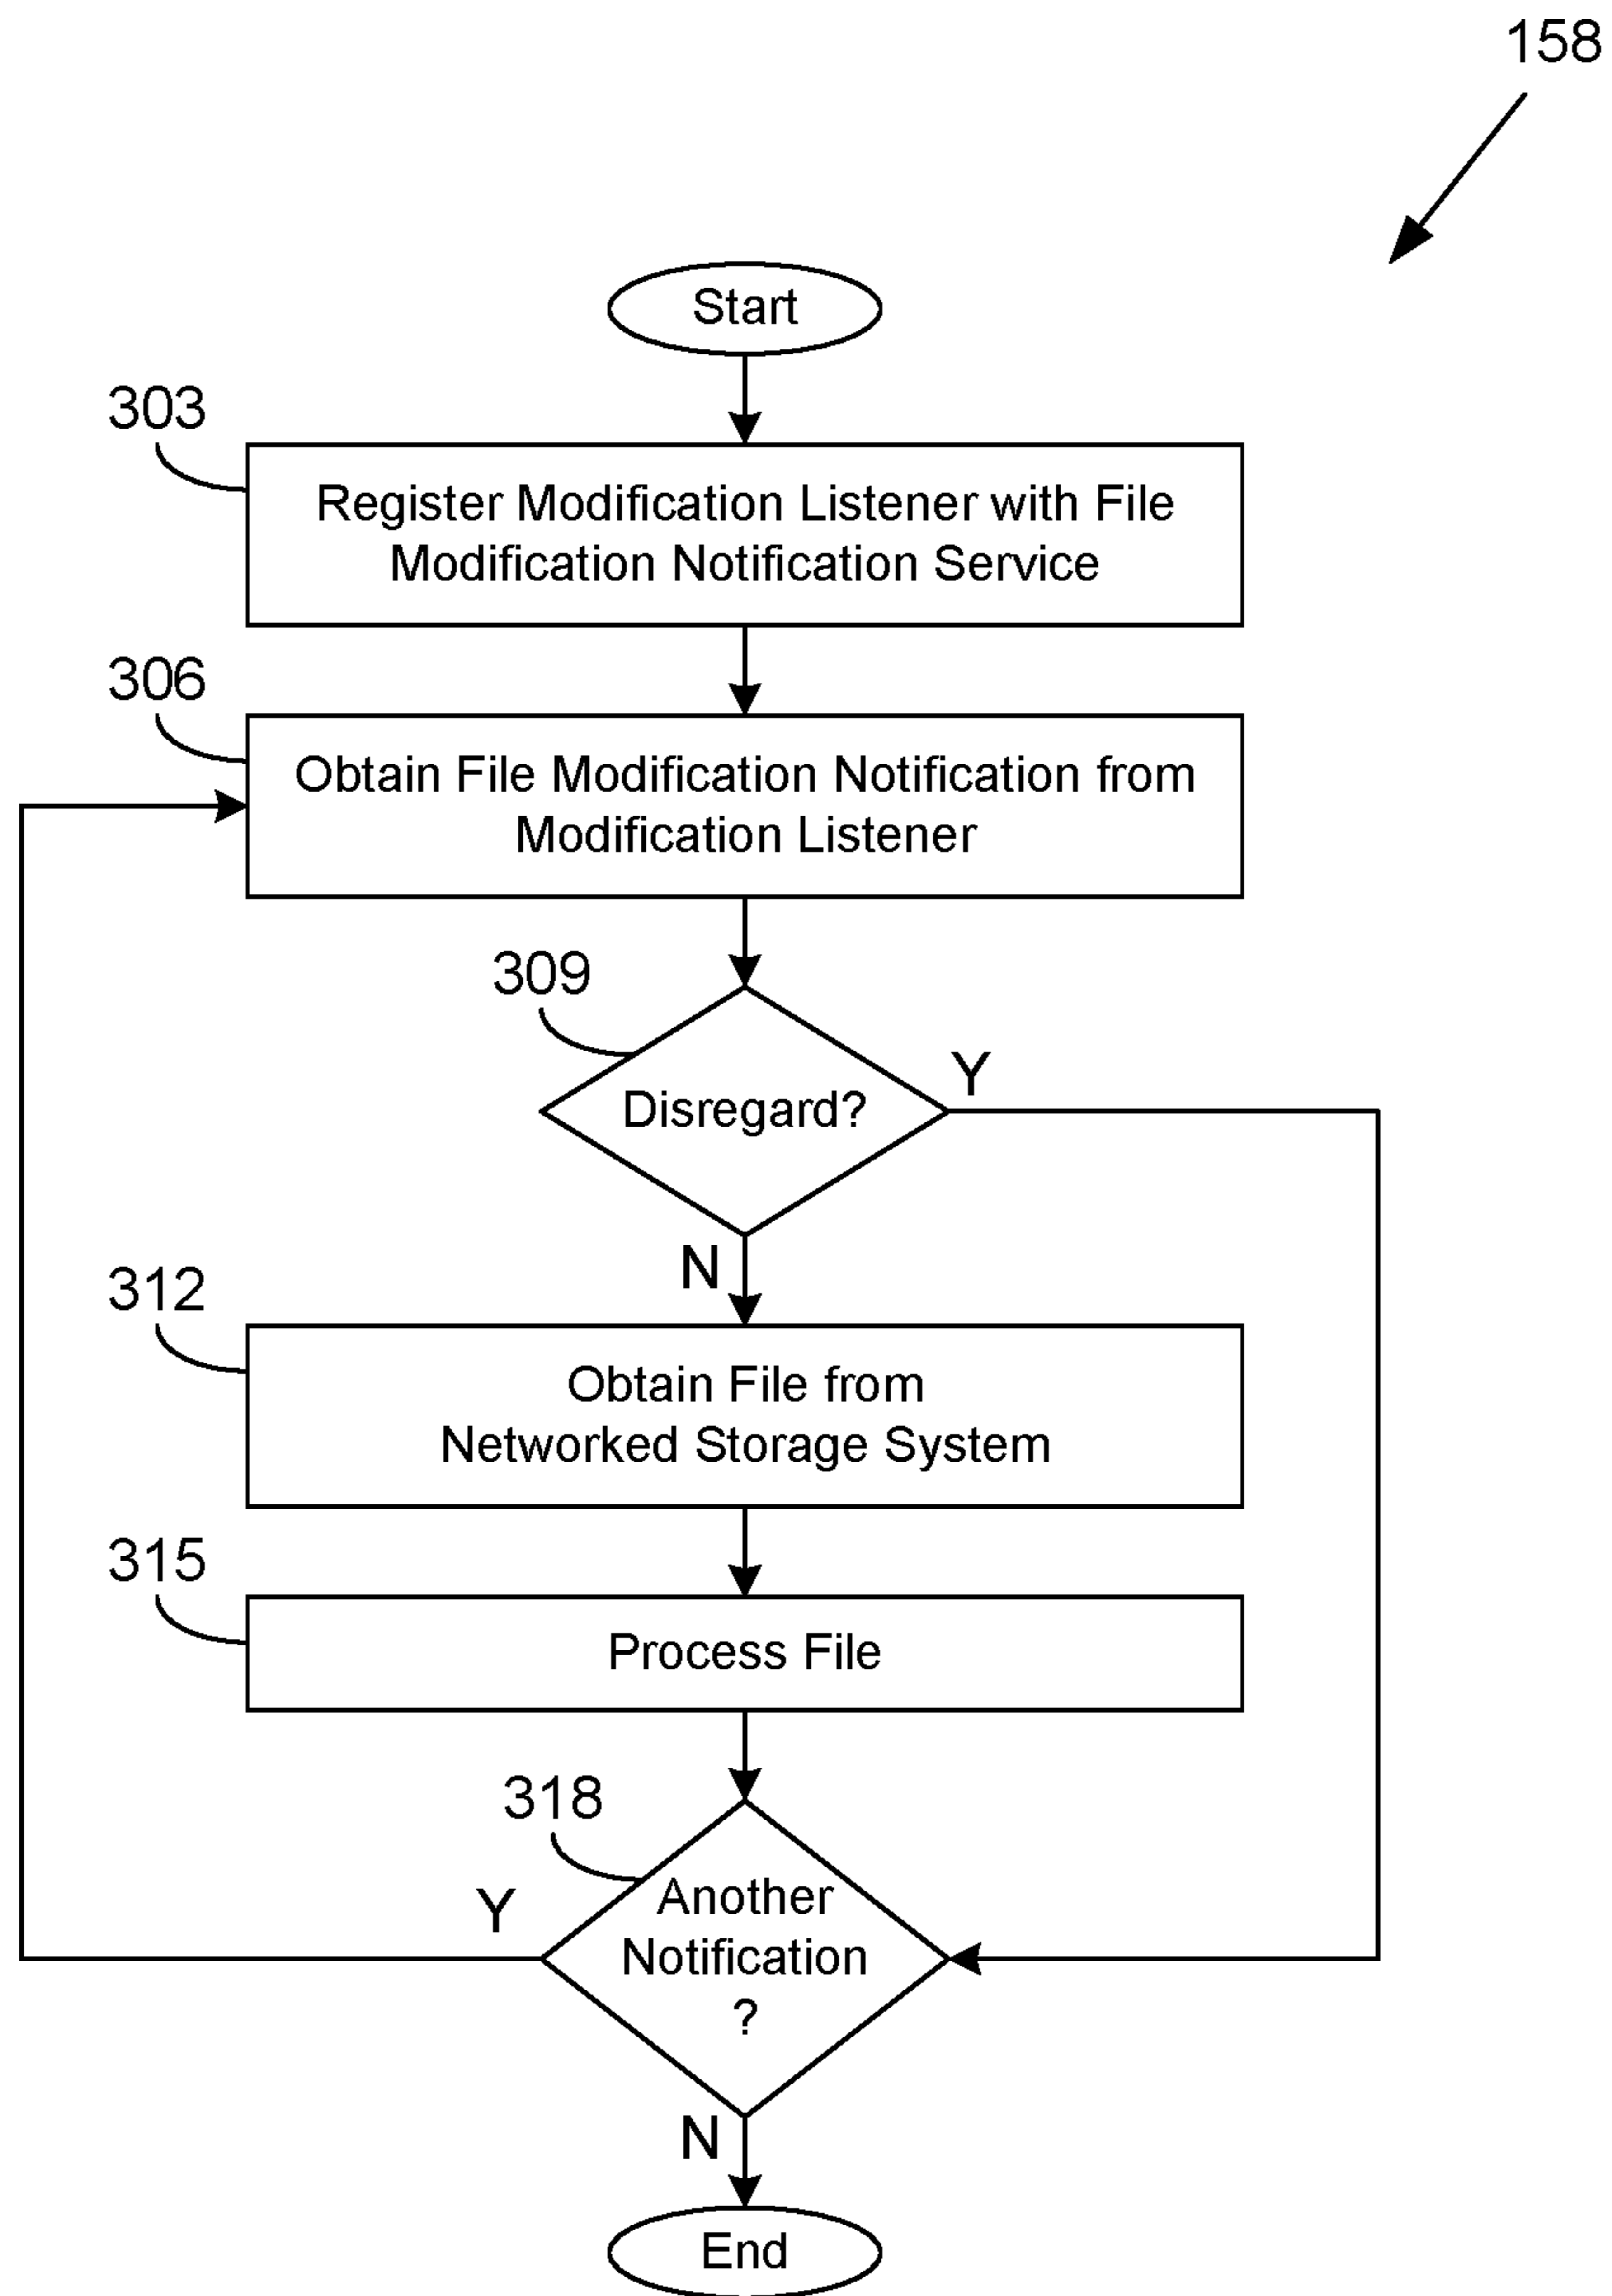 158
Start
303
Register Modification Listener with File
Modification Notification Service
306
Obtain File Modification Notification from
Modification Listener
309
Disregard?
Y
N
312
Obtain File from
Networked Storage System
315
Process File
318
Another
Notification
?
Y
N
End